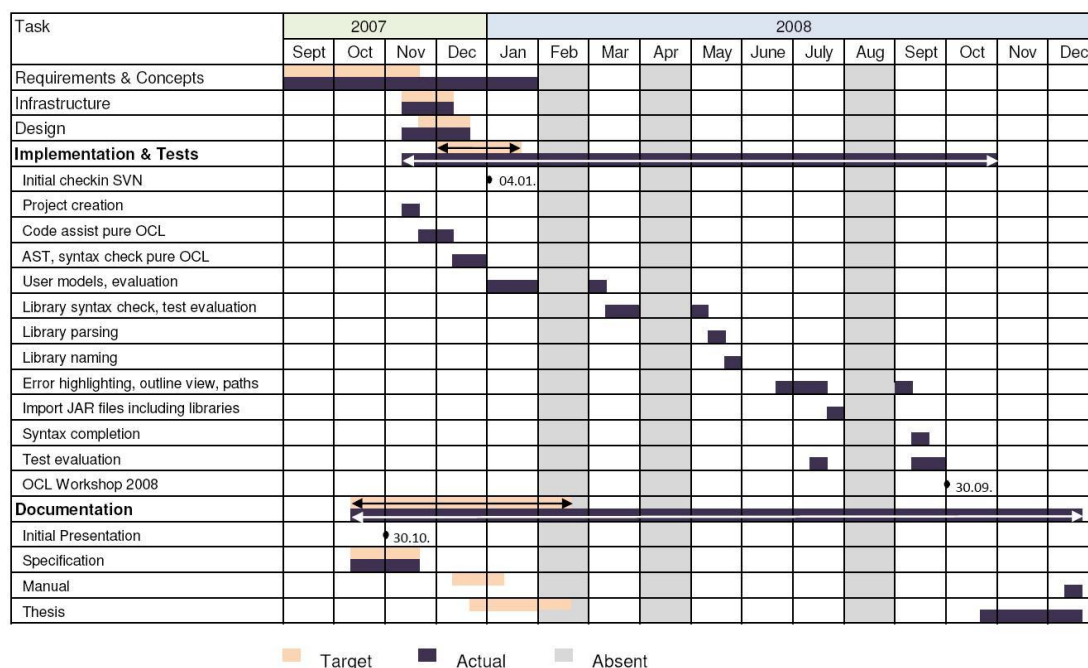 Task 2007 2008
Sept Oct Nov Dec Jan Feb Mar Apr May June July Aug Sept Oct Nov Dec
Requirements & Concepts
Infrastructure
Design
Implementation & Tests
Initial checkin SVN 04.01.
Project creation
Code assist pure OCL
AST, syntax check pure OCL
User models, evaluation
Library syntax check, test evaluation
Library parsing
Library naming
Error highlighting, outline view, paths
Import JAR files including libraries
Syntax completion
Test evaluation
OCL Workshop 2008 30.09.
Documentation
Initial Presentation 30.10.
Specification
Manual
Thesis
Target Actual Absent